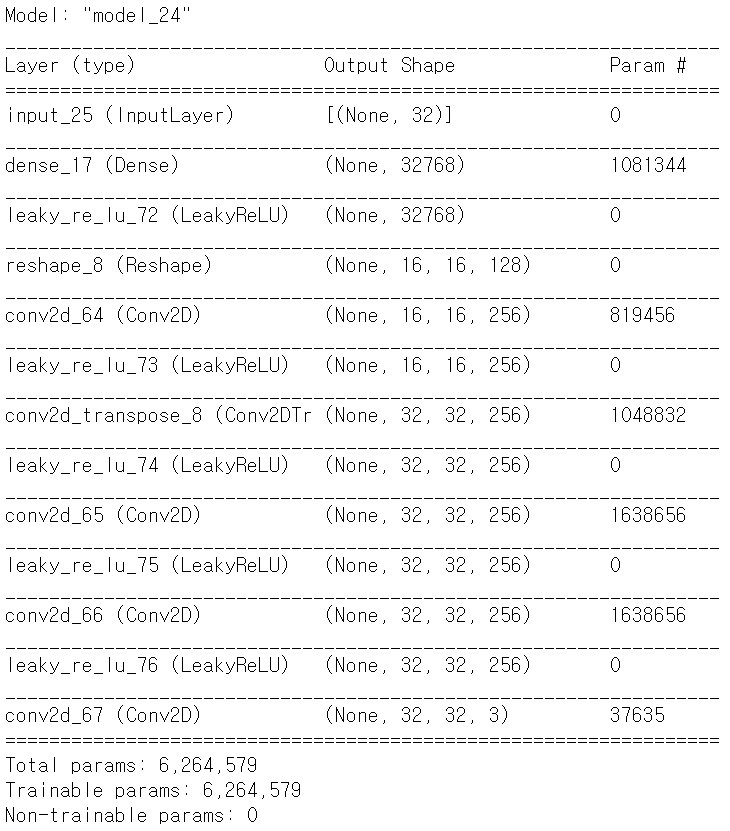 Model: "model_24"
_________________________________________________________________
Layer (type)                 Output Shape              Param #
=================================================================
input_25 (InputLayer)        [(None, 32)]              0
_________________________________________________________________
dense_17 (Dense)             (None, 32768)             1081344
_________________________________________________________________
leaky_re_lu_72 (LeakyReLU)   (None, 32768)             0
_________________________________________________________________
reshape_8 (Reshape)          (None, 16, 16, 128)       0
_________________________________________________________________
conv2d_64 (Conv2D)           (None, 16, 16, 256)       819456
_________________________________________________________________
leaky_re_lu_73 (LeakyReLU)   (None, 16, 16, 256)       0
_________________________________________________________________
conv2d_transpose_8 (Conv2DTr (None, 32, 32, 256)       1048832
_________________________________________________________________
leaky_re_lu_74 (LeakyReLU)   (None, 32, 32, 256)       0
_________________________________________________________________
conv2d_65 (Conv2D)           (None, 32, 32, 256)       1638656
_________________________________________________________________
leaky_re_lu_75 (LeakyReLU)   (None, 32, 32, 256)       0
_________________________________________________________________
conv2d_66 (Conv2D)           (None, 32, 32, 256)       1638656
_________________________________________________________________
leaky_re_lu_76 (LeakyReLU)   (None, 32, 32, 256)       0
_________________________________________________________________
conv2d_67 (Conv2D)           (None, 32, 32, 3)         37635
=================================================================
Total params: 6,264,579
Trainable params: 6,264,579
Non-trainable params: 0